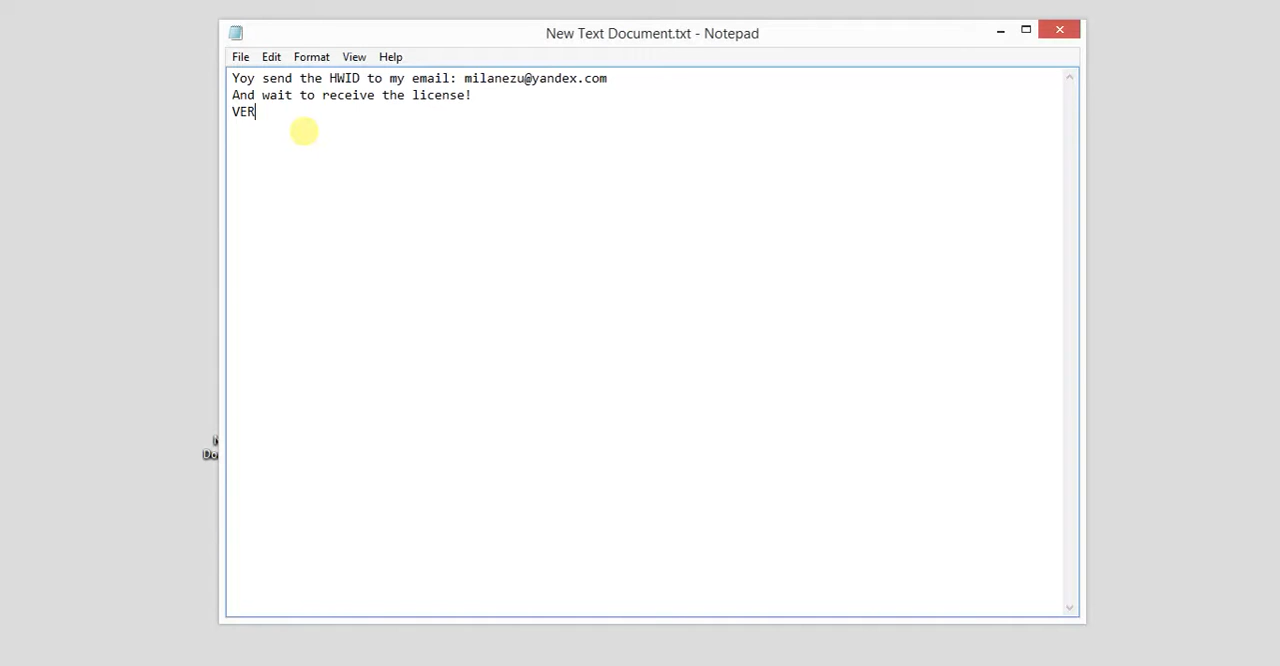 New Text Document.txt - Notepad
File Edit Format View Help
Yoy send the HWID to my email: milanezu@yandex.com
And wait to receive the license!
VER
Do